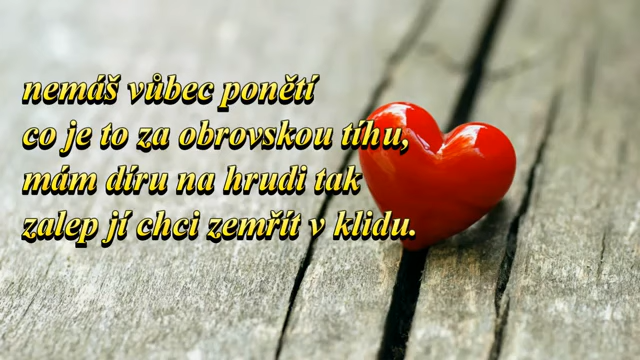 nemáš vůbec ponětí
co je to za obrovskou tíhu,
mám díru na hrudi tak
zalep jí chci zemřít v klidu.